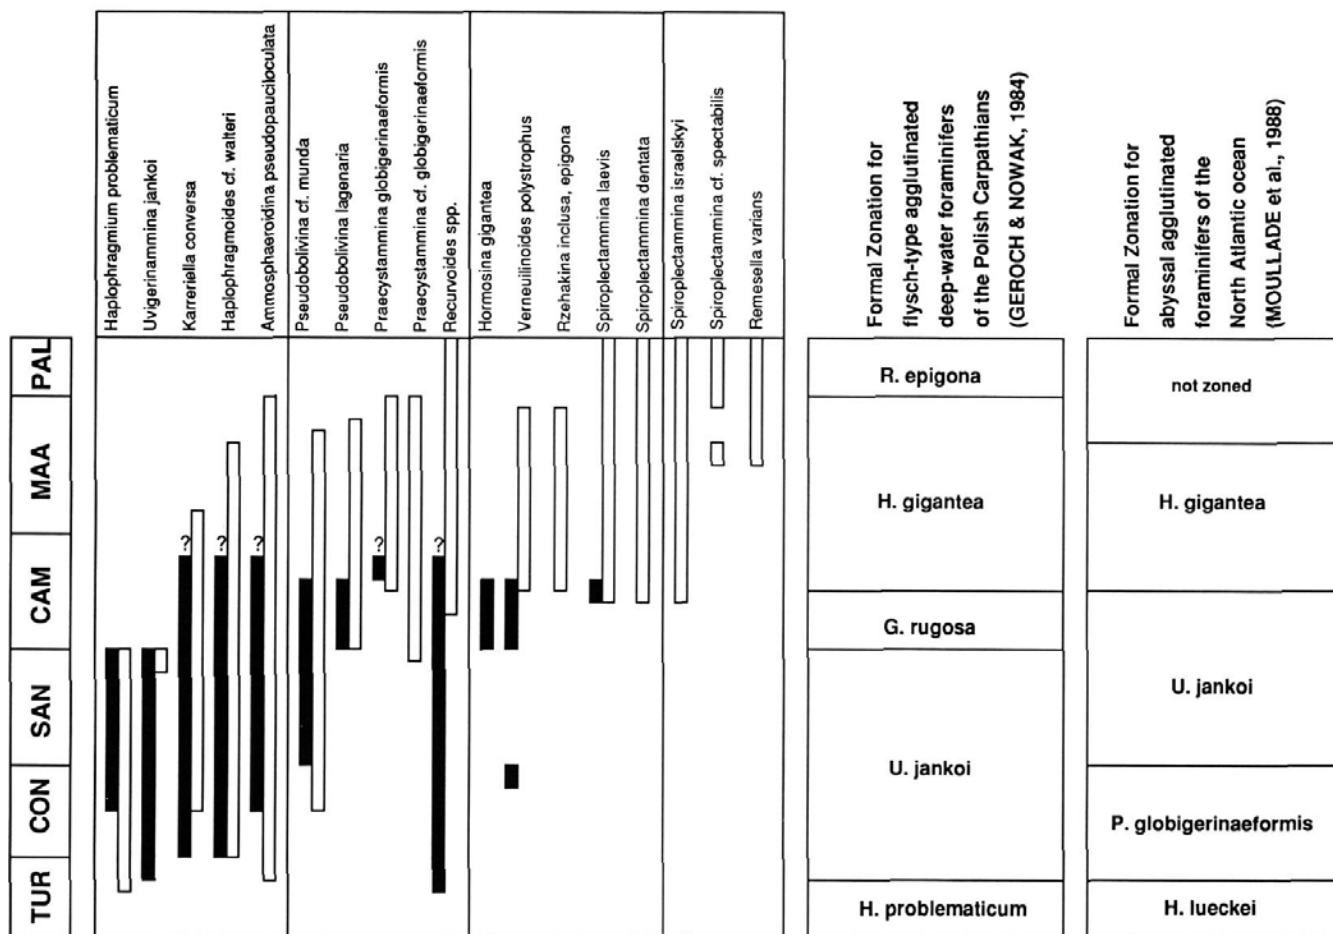 Haplophragmium problematicum
Uvigerinammina jankoi
Karreriella conversa
Haplophragmoides cf. walteri
Ammosphaeroidina pseudopauciloculata
Pseudobolivina cf. munda
Pseudobolivina lagenaria
Praecystammina globigerinaeformis
Praecystammina cf. globigerinaeformis
Recurvoides spp.
Hormosina gigantea
Verneuilinoides polystrophus
Rzehakina inclusa, epigona
Spiroplectammina laevis
Spiroplectammina dentata
Spiroplectammina israelskyi
Spiroplectammina cf. spectabilis
Remesella varians
Formal Zonation for
flysch-type agglutinated
deep-water foraminifers
of the Polish Carpathians
(GEROCH & NOWAK, 1984)
Formal Zonation for
abyssal agglutinated
foraminifers of the
North Atlantic ocean
(MOULLADE et al., 1988)
PAL
MAA
CAM
SAN
CON
TUR
?
?
?
?
?
R. epigona
H. gigantea
G. rugosa
U. jankoi
H. problematicum
not zoned
H. gigantea
U. jankoi
P. globigerinaeformis
H. lueckei